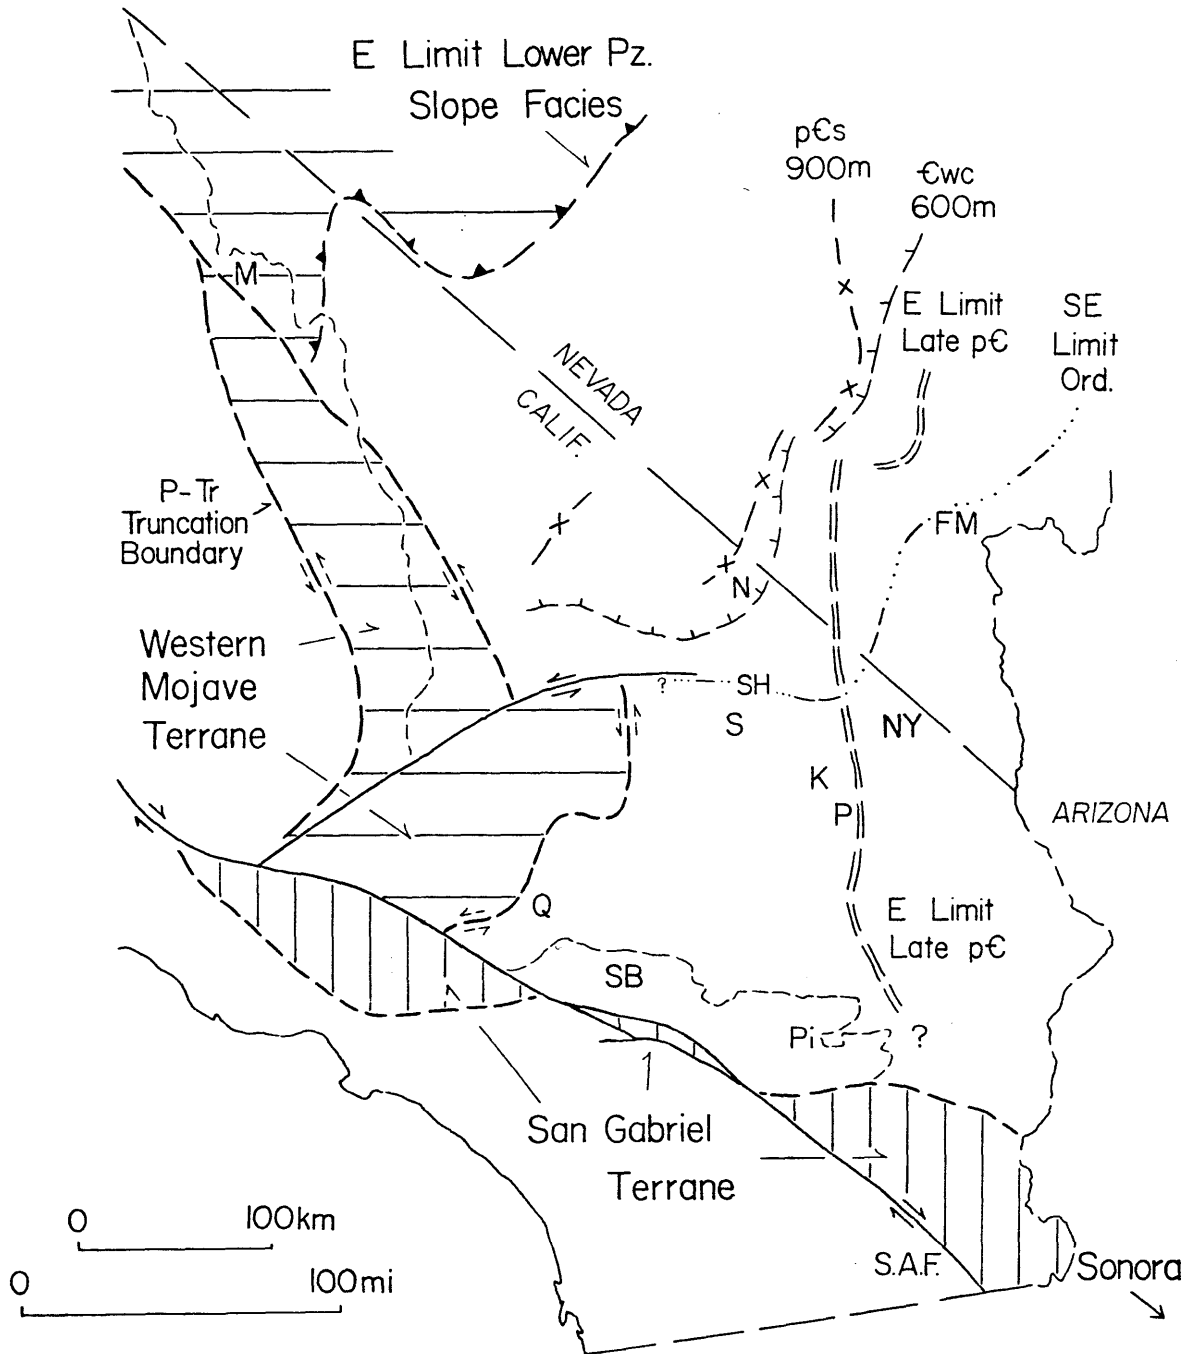 E Limit Lower Pz.
Slope Facies
p€s
900m
€wc
600m
E Limit
Late p€
SE
Limit
Ord.
M
NEVADA
CALIF.
P-Tr
Truncation
Boundary
FM
N
Western
Mojave
Terrane
?
SH
S
NY
K
P
ARIZONA
Q
E Limit
Late p€
SB
Pi
?
San Gabriel
Terrane
0 100km
0 100mi
S.A.F.
Sonora